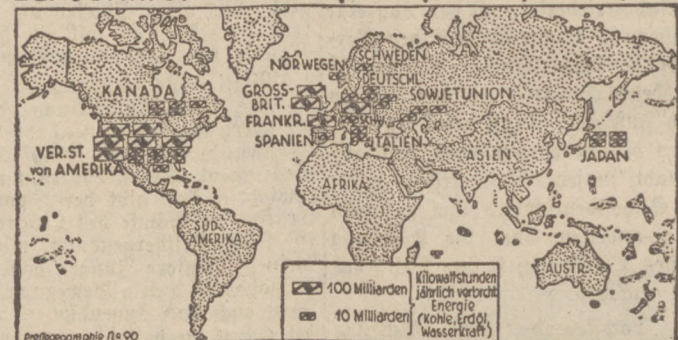 KANADA
NORWEGEN
SCHWEDEN
DEUTSCHL.
GROSS-
BRIT.
SOWJETUNION
FRANKR.
SPANIEN
ITALIEN
VER. ST.
von AMERIKA
ASIEN
JAPAN
AFRIKA
SÜD
AMERIKA
AUSTR.
100 Milliarden
10 Milliarden
Kilowattstunden
jährlich verbrcht.
Energie
(Kohle, Erdöl,
Wasserkraft)